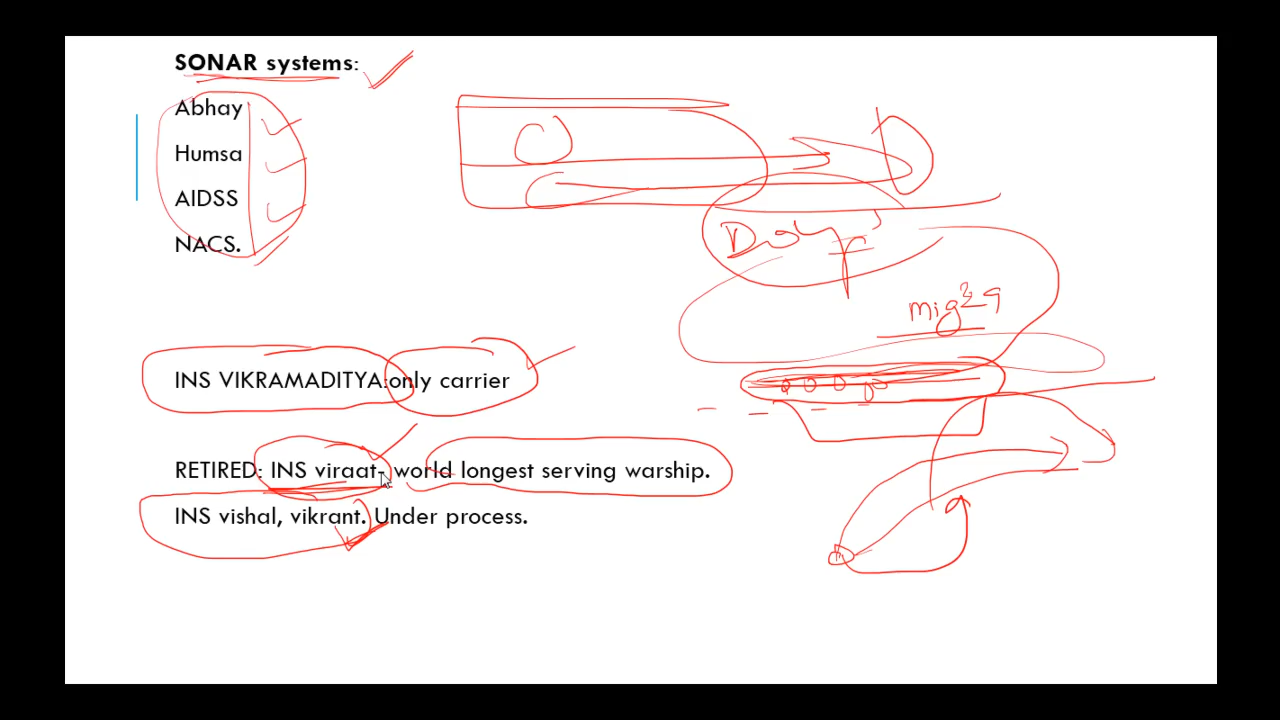 SONAR systems:
Abhay
Humsa
AIDSS
NACS.
mig29
INS VIKRAMADITYA:only carrier
RETIRED: INS viraat- world longest serving warship.
INS vishal, vikrant. Under process.